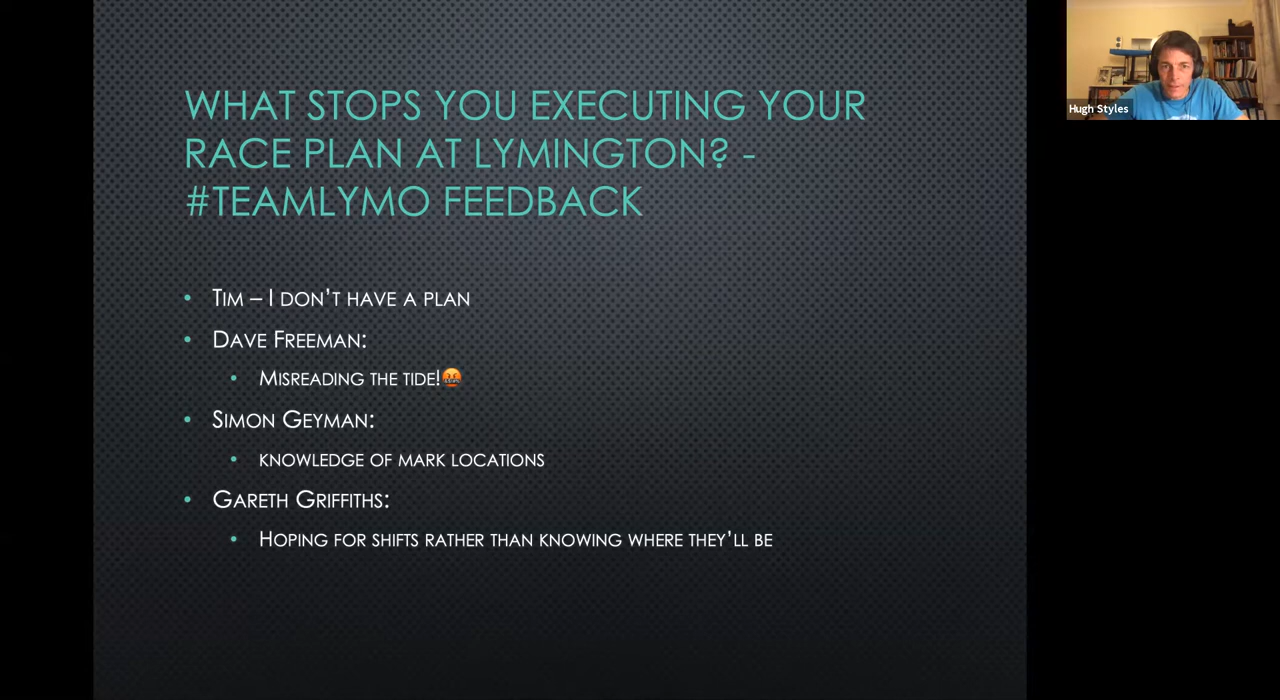 WHAT STOPS YOU EXECUTING YOUR
RACE PLAN AT LYMINGTON? -
#TEAMLYMO FEEDBACK
• TIM – I DON'T HAVE A PLAN
• DAVE FREEMAN:
• MISREADING THE TIDE!🤬
• SIMON GEYMAN:
• KNOWLEDGE OF MARK LOCATIONS
• GARETH GRIFFITHS:
• HOPING FOR SHIFTS RATHER THAN KNOWING WHERE THEY'LL BE
Hugh Styles